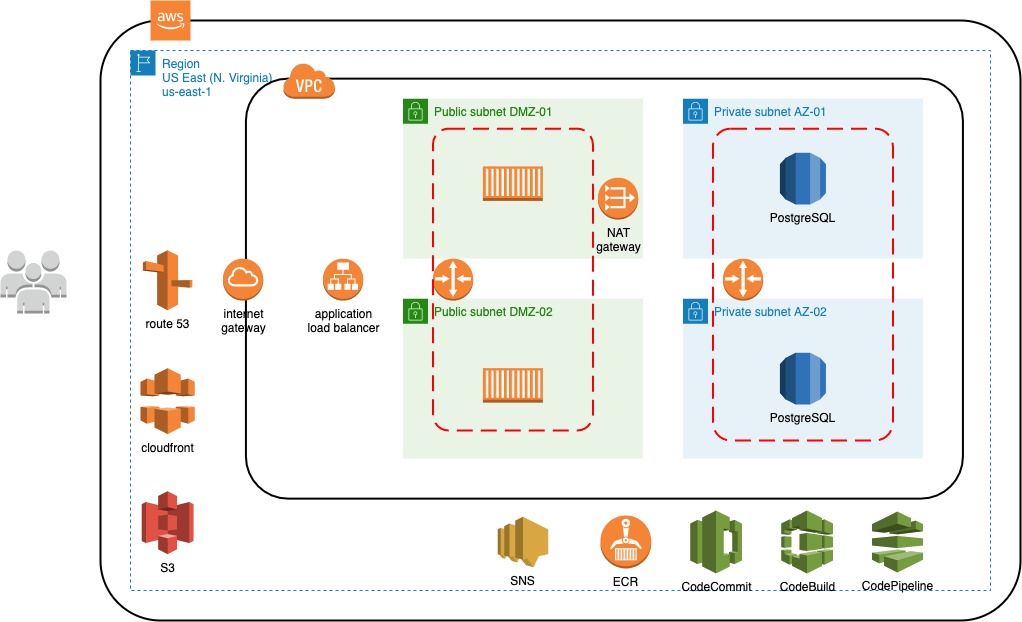 aws
Region
US East (N. Virginia)
us-east-1
VPC
Public subnet DMZ-01
Private subnet AZ-01
PostgreSQL
NAT
gateway
route 53
internet
gateway
application
load balancer
Public subnet DMZ-02
Private subnet AZ-02
PostgreSQL
cloudfront
S3
SNS
ECR
CodeCommit
CodeBuild
CodePipeline